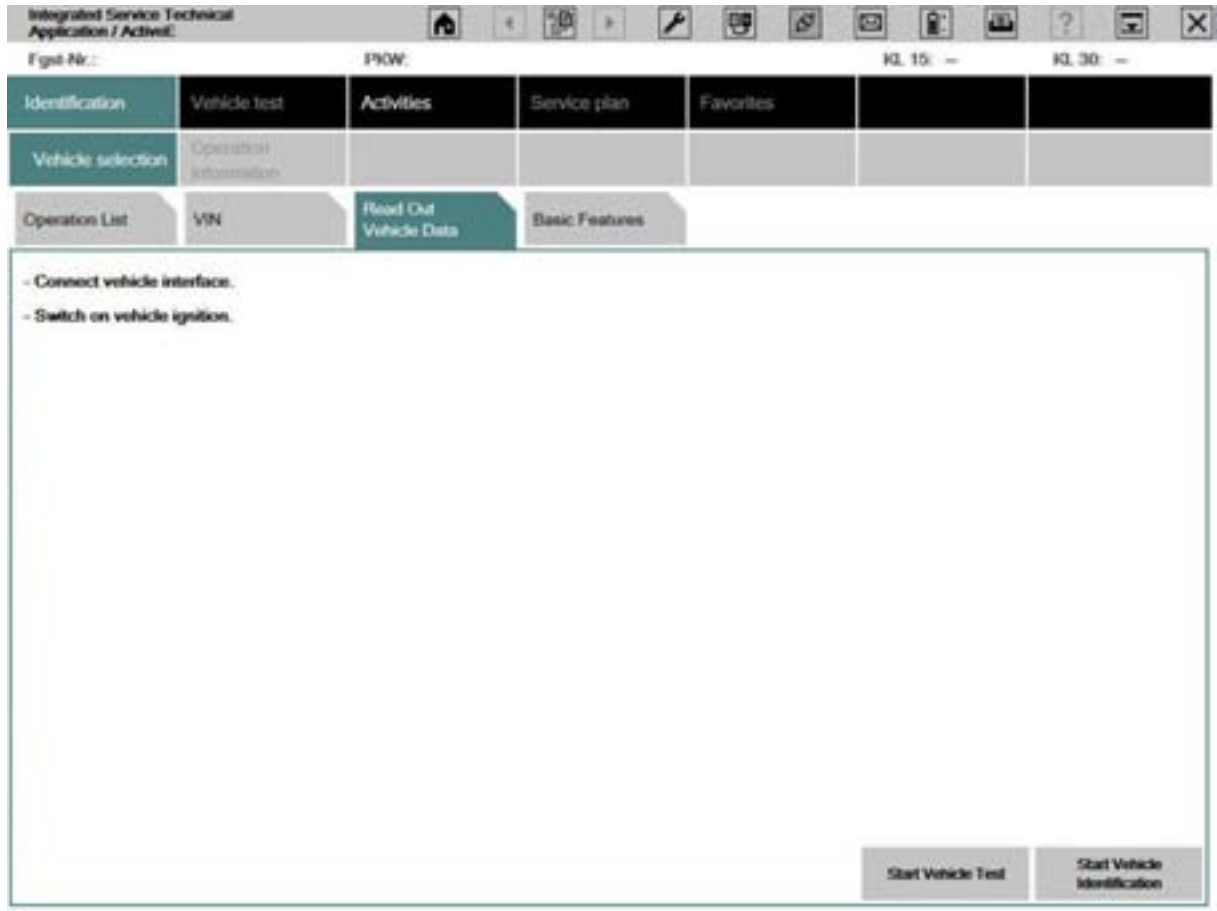 Integrated Service Technical
Application / ActiveE
Fgst-Nr.: PKW: KL 15: -- KL 30: --
Identification Vehicle test Activities Service plan Favorites
Vehicle selection Operation
Information
Operation List VIN Read Out
Vehicle Data Basic Features
- Connect vehicle interface.
- Switch on vehicle ignition.
Start Vehicle Test Start Vehicle
Identification